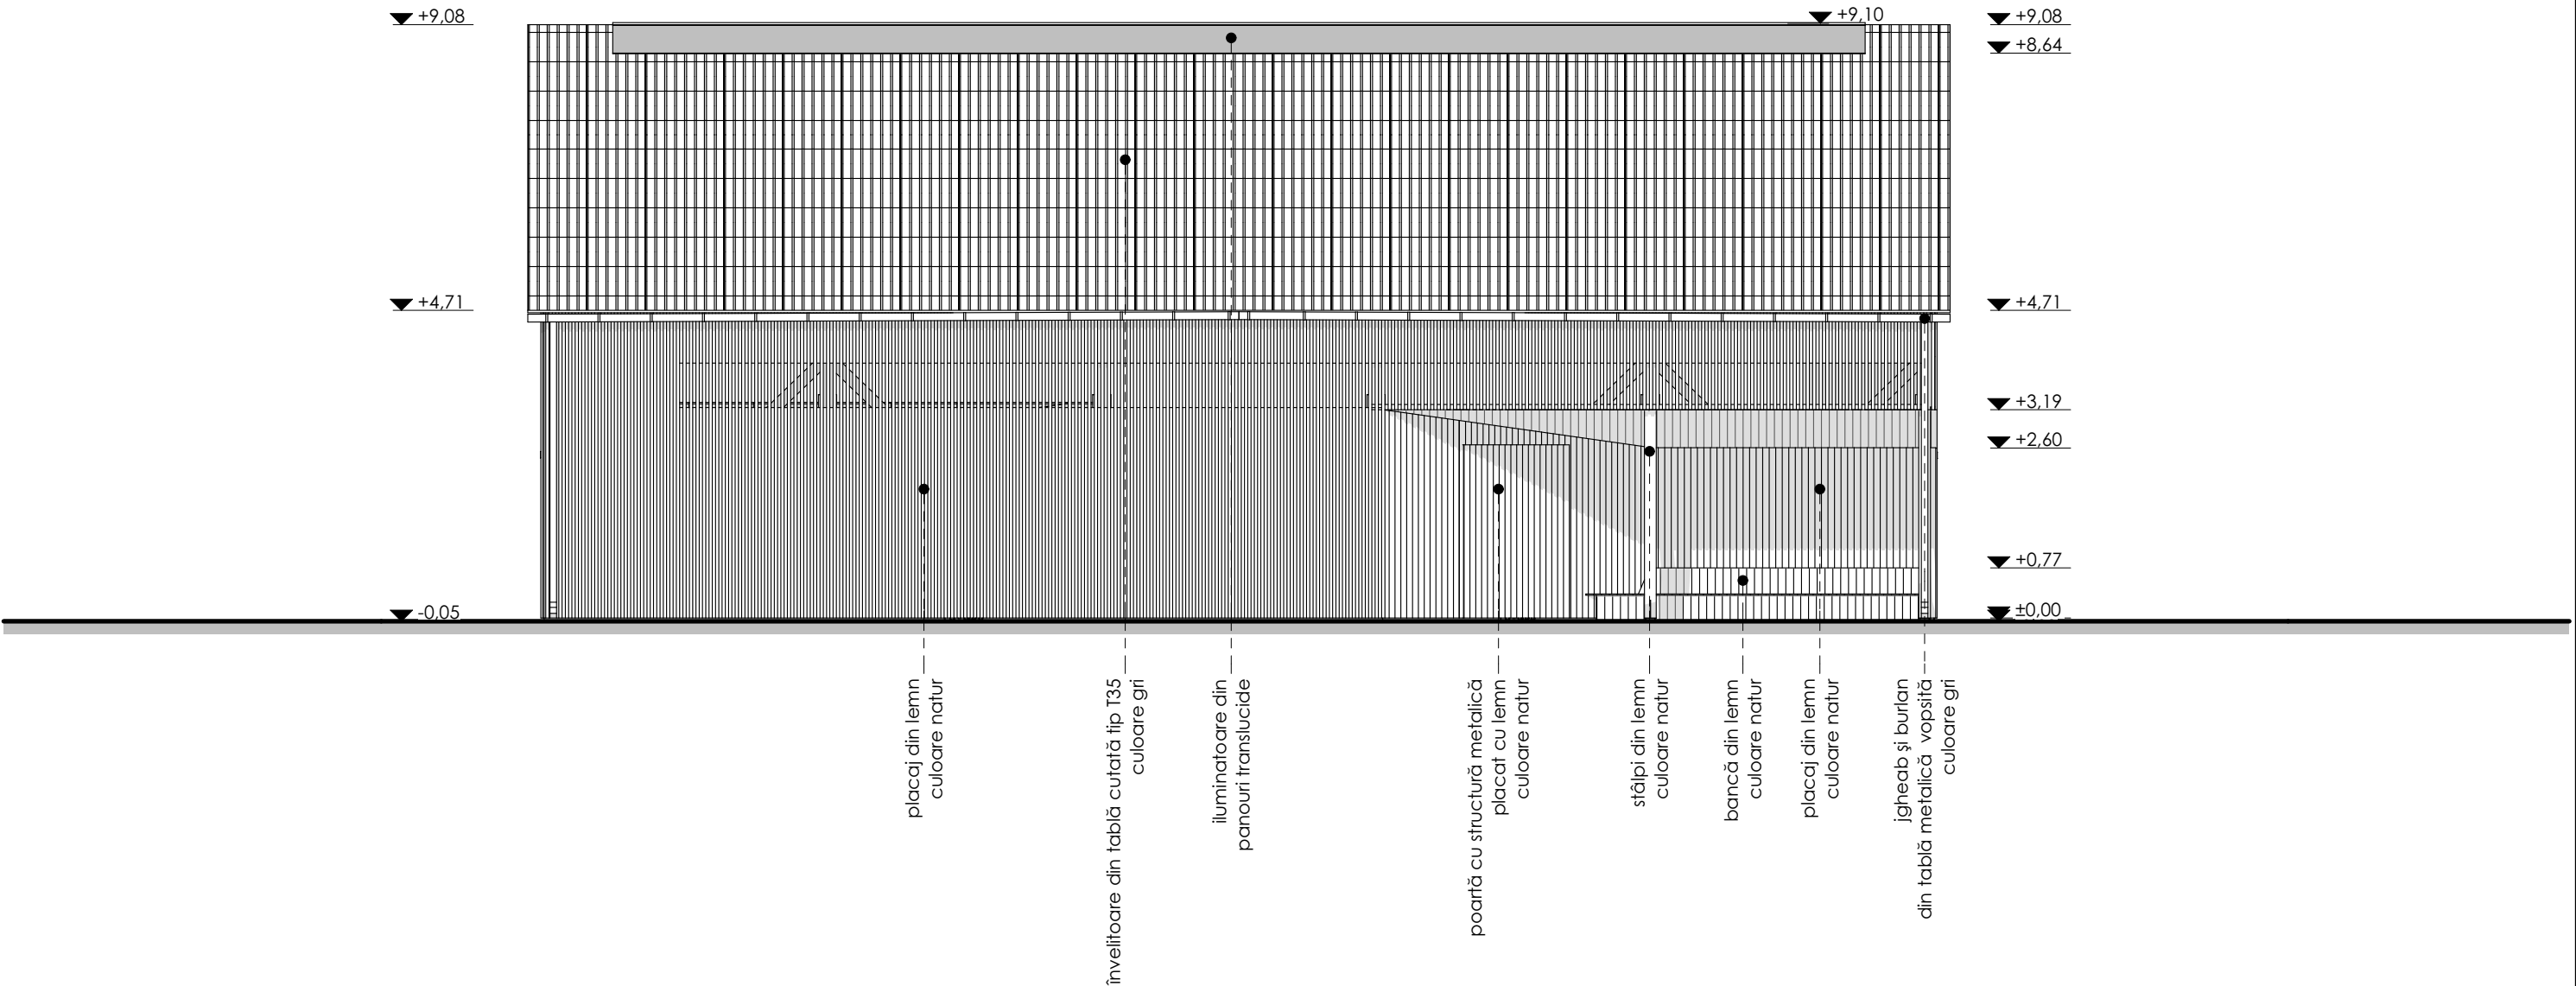 +9,08
+9,10
+9,08
+8,64
+4,71
+4,71
+3,19
+2,60
+0,77
-0,05
±0,00
placaj din lemn
culoare natur
învelitoare din tablă cutată tip T35
culoare gri
iluminatoare din
panouri translucide
poartă cu structură metalică
placat cu lemn
culoare natur
stâlpi din lemn
culoare natur
bancă din lemn
culoare natur
placaj din lemn
culoare natur
jgheab şi burlan
din tablă metalică vopsită
culoare gri